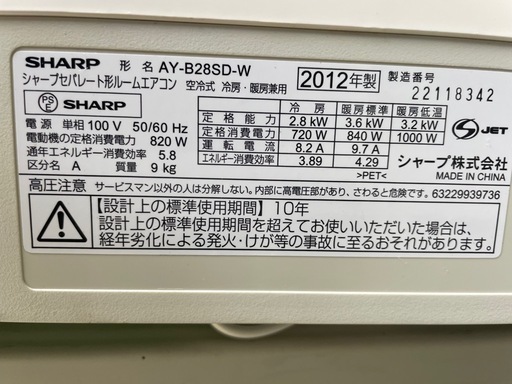 SHARP 形名 AY-B28SD-W 2012年製 製造番号
シャープセパレート形ルームエアコン 空冷式 冷房・暖房兼用 22118342
PSE SHARP
冷房 暖房標準 暖房低温
定格能力 2.8 kW 3.6 kW 3.2 kW
電源 単相100 V 50/60 Hz
定格消費電力 720 W 840 W 1000 W
電動機の定格消費電力 820 W
運転電流 8.2 A 9.7 A
通年エネルギー消費効率 5.8
エネルギー消費効率 3.89 4.29
区分名 A 質量 9 kg
>PET<
S JET
シャープ株式会社
MADE IN CHINA
高圧注意 サービスマン以外の人は分解しない。内部に高電圧部があり、さわると危険です。 63229939736
【設計上の標準使用期間】10年
設計上の標準使用期間を超えてお使いいただいた場合は、
経年劣化による発火・けが等の事故に至るおそれがあります。